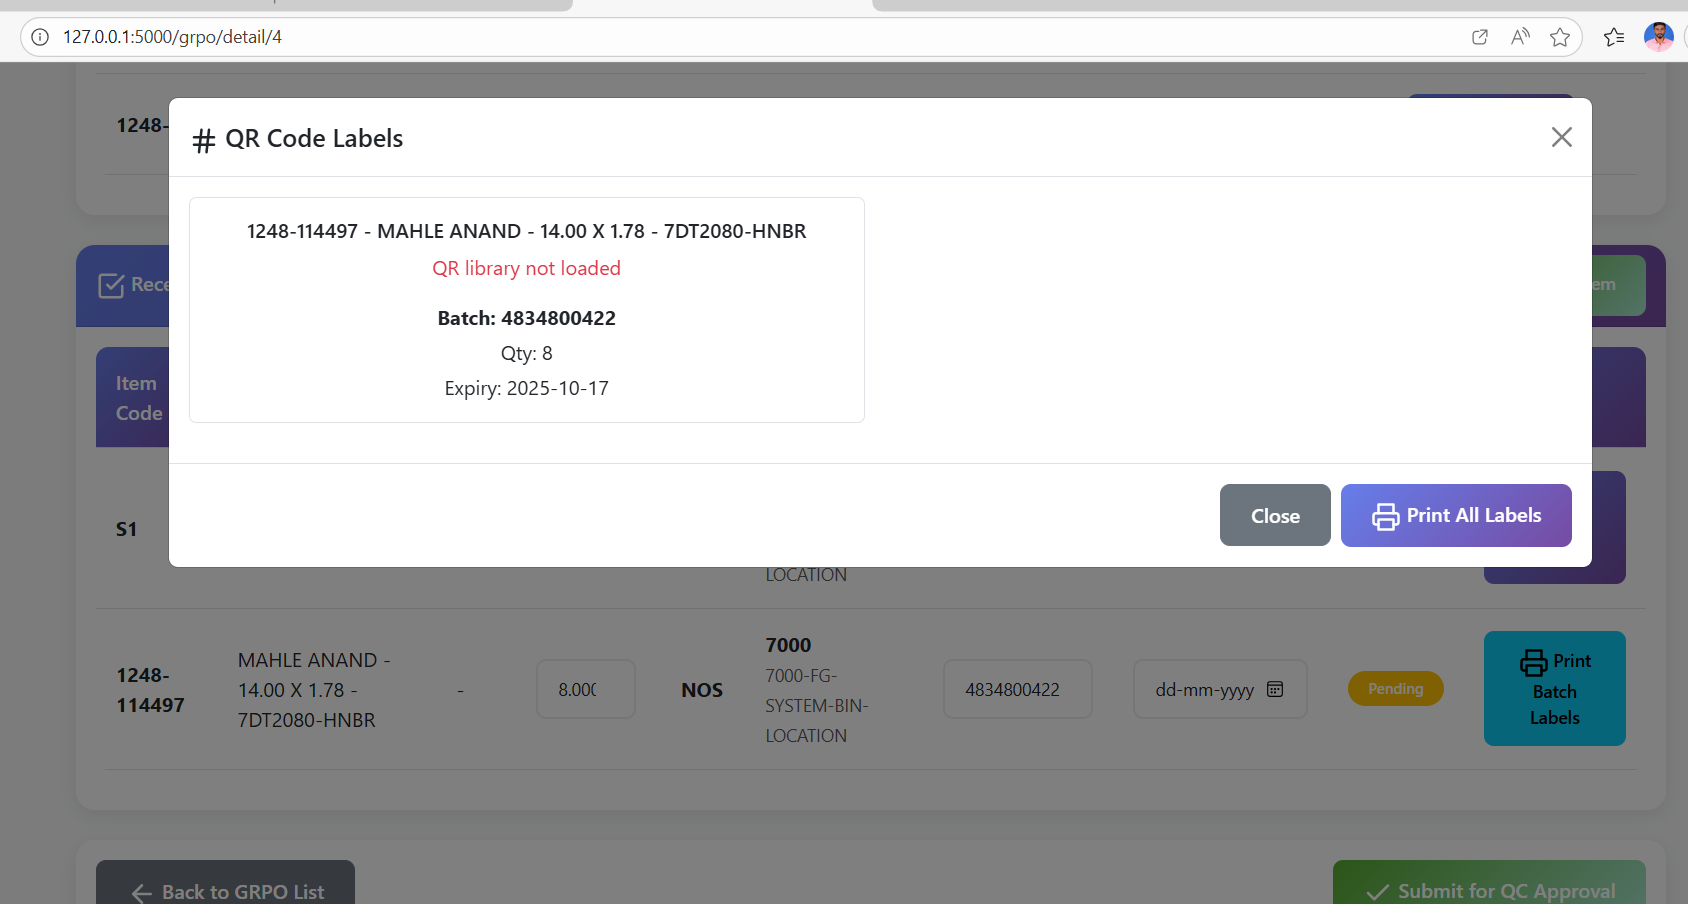 127.0.0.1:5000/grpo/detail/4
1248-
# QR Code Labels
1248-114497 - MAHLE ANAND - 14.00 X 1.78 - 7DT2080-HNBR
QR library not loaded
Batch: 4834800422
Qty: 8
Expiry: 2025-10-17
Close
Print All Labels
Item
Code
S1
LOCATION
1248-
114497
MAHLE ANAND -
14.00 X 1.78 -
7DT2080-HNBR
-
8.000
NOS
7000
7000-FG-
SYSTEM-BIN-
LOCATION
4834800422
dd-mm-yyyy
Pending
Print
Batch
Labels
Back to GRPO List
Submit for QC Approval